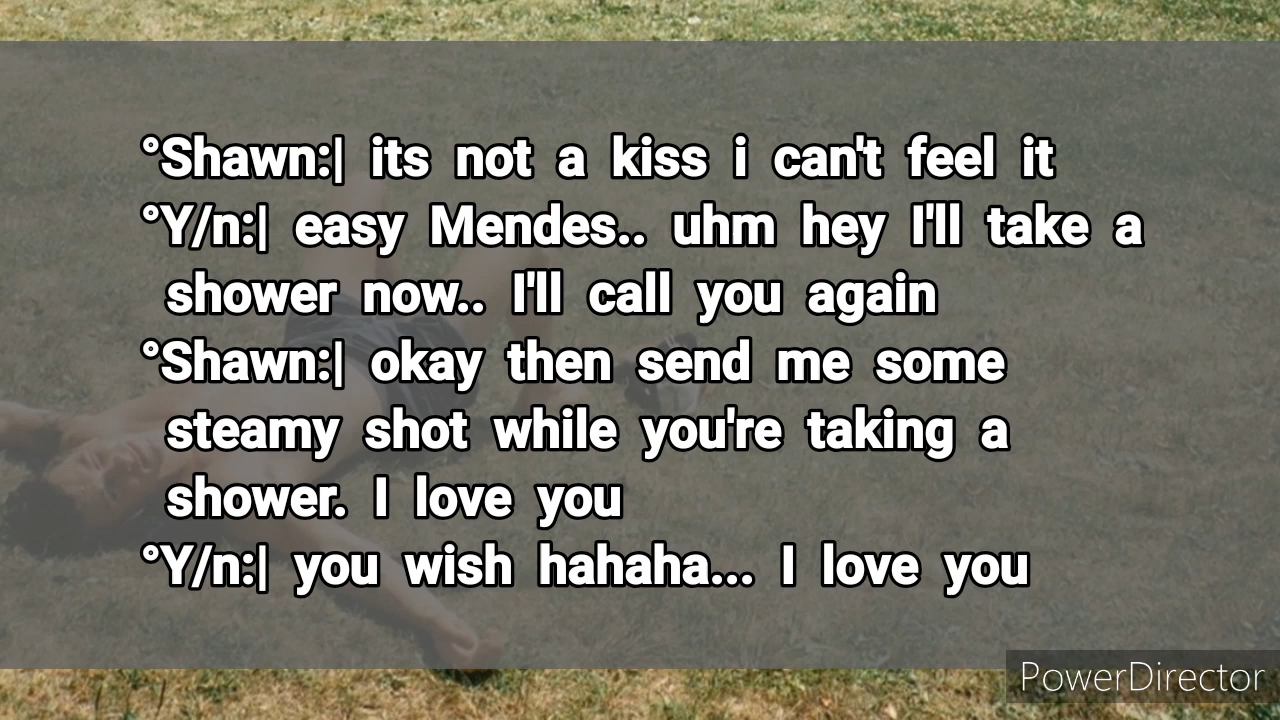 °Shawn:| its not a kiss i can't feel it
°Y/n:| easy Mendes.. uhm hey I'll take a
shower now.. I'll call you again
°Shawn:| okay then send me some
steamy shot while you're taking a
shower. I love you
°Y/n:| you wish hahaha... I love you
PowerDirector